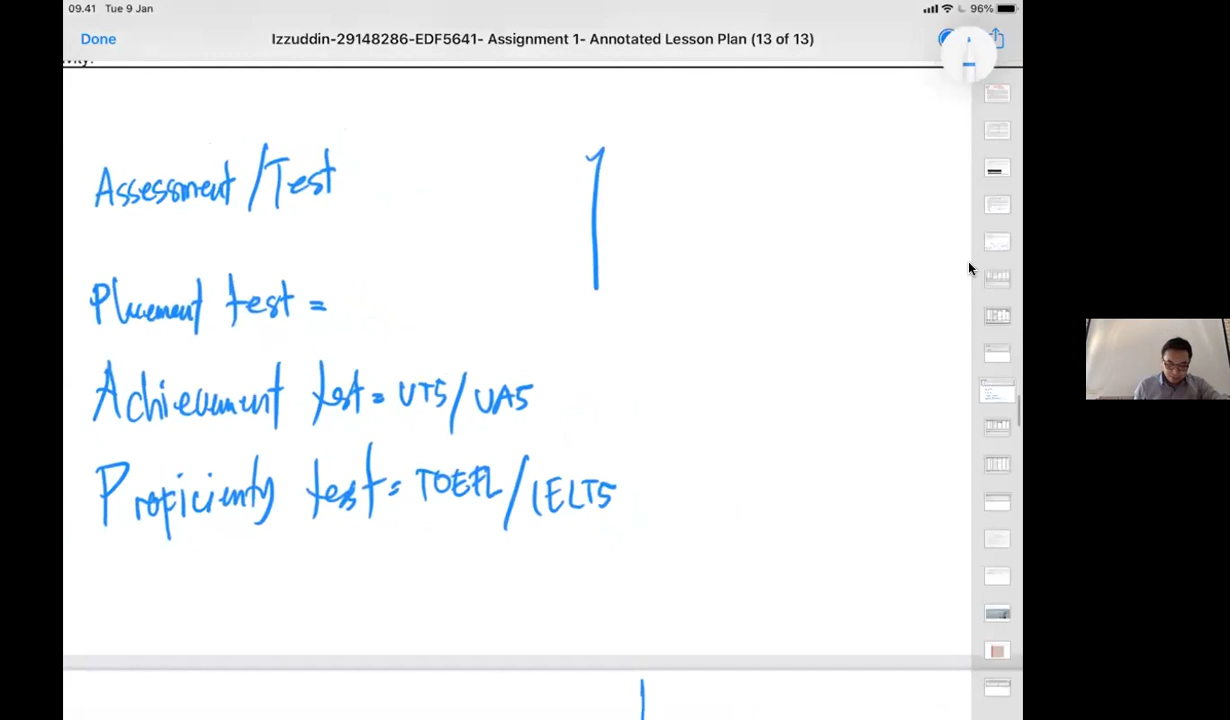 09.41 Tue 9 Jan 96%
Done Izzuddin-29148286-EDF5641- Assignment 1- Annotated Lesson Plan (13 of 13)
Assessment/Test
Placement test =
Achievement test = UTS/UAS
Proficienty test = TOEFL/IELTS